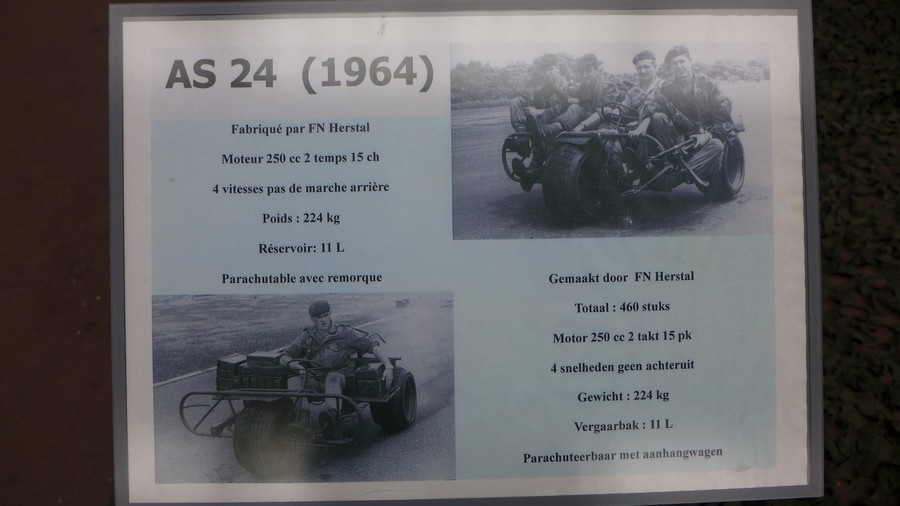 AS 24 (1964)
Fabriqué par FN Herstal
Moteur 250 cc 2 temps 15 ch
4 vitesses pas de marche arrière
Poids : 224 kg
Réservoir: 11 L
Parachutable avec remorque
Gemaakt door FN Herstal
Totaal : 460 stuks
Motor 250 cc 2 takt 15 pk
4 snelheden geen achteruit
Gewicht : 224 kg
Vergaarbak : 11 L
Parachuteerbaar met aanhangwagen